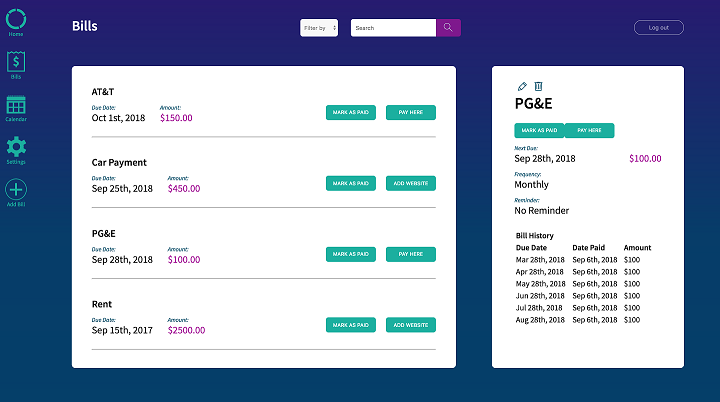 Bills
Filter by
Search
Log out
Home
$
Bills
Calendar
Settings
Add Bill
AT&T
Due Date: Amount:
Oct 1st, 2018 $150.00
MARK AS PAID PAY HERE
Car Payment
Due Date: Amount:
Sep 25th, 2018 $450.00
MARK AS PAID ADD WEBSITE
PG&E
Due Date: Amount:
Sep 28th, 2018 $100.00
MARK AS PAID PAY HERE
Rent
Due Date: Amount:
Sep 15th, 2017 $2500.00
MARK AS PAID ADD WEBSITE
PG&E
MARK AS PAID PAY HERE
Next Due:
Sep 28th, 2018 $100.00
Frequency:
Monthly
Reminder:
No Reminder
Bill History
Due Date Date Paid Amount
Mar 28th, 2018 Sep 6th, 2018 $100
Apr 28th, 2018 Sep 6th, 2018 $100
May 28th, 2018 Sep 6th, 2018 $100
Jun 28th, 2018 Sep 6th, 2018 $100
Jul 28th, 2018 Sep 6th, 2018 $100
Aug 28th, 2018 Sep 6th, 2018 $100